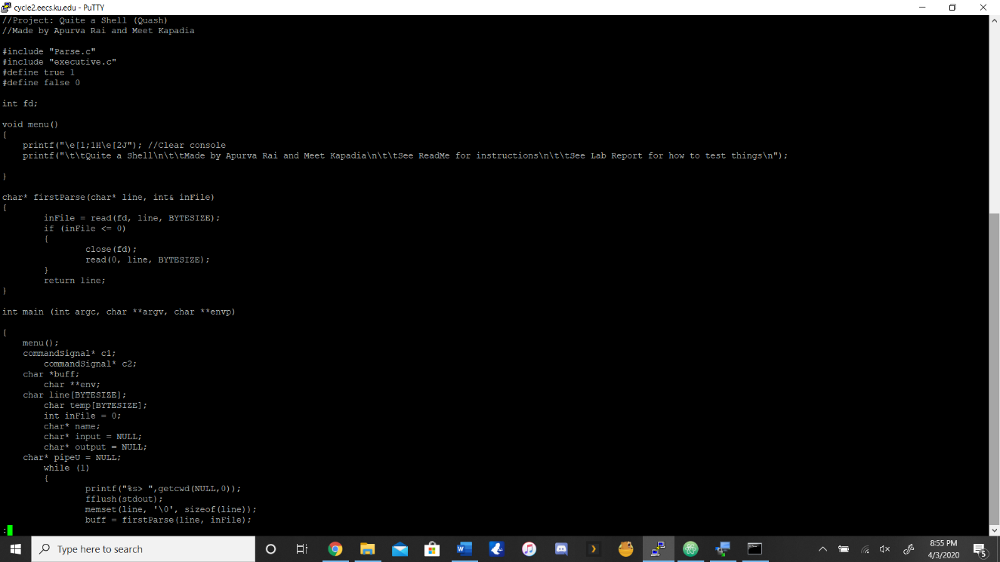 cycle2.eecs.ku.edu - PuTTY
//Project: Quite a Shell (Quash)
//Made by Apurva Rai and Meet Kapadia
#include "Parse.c"
#include "executive.c"
#define true 1
#define false 0
int fd;
void menu()
{
    printf("\e[1;1H\e[2J"); //Clear console
    printf("\t\tQuite a Shell\n\t\tMade by Apurva Rai and Meet Kapadia\n\t\tSee ReadMe for instructions\n\t\tSee Lab Report for how to test things\n");
}
char* firstParse(char* line, int& inFile)
{
        inFile = read(fd, line, BYTESIZE);
        if (inFile <= 0)
        {
                close(fd);
                read(0, line, BYTESIZE);
        }
        return line;
}
int main (int argc, char **argv, char **envp)
{
    menu();
    commandSignal* c1;
        commandSignal* c2;
    char *buff;
        char **env;
    char line[BYTESIZE];
        char temp[BYTESIZE];
        int inFile = 0;
        char* name;
        char* input = NULL;
        char* output = NULL;
    char* pipeU = NULL;
        while (1)
        {
                printf("%s> ",getcwd(NULL,0));
                fflush(stdout);
                memset(line, '\0', sizeof(line));
                buff = firstParse(line, inFile);
:
Type here to search
8:55 PM
4/3/2020
5